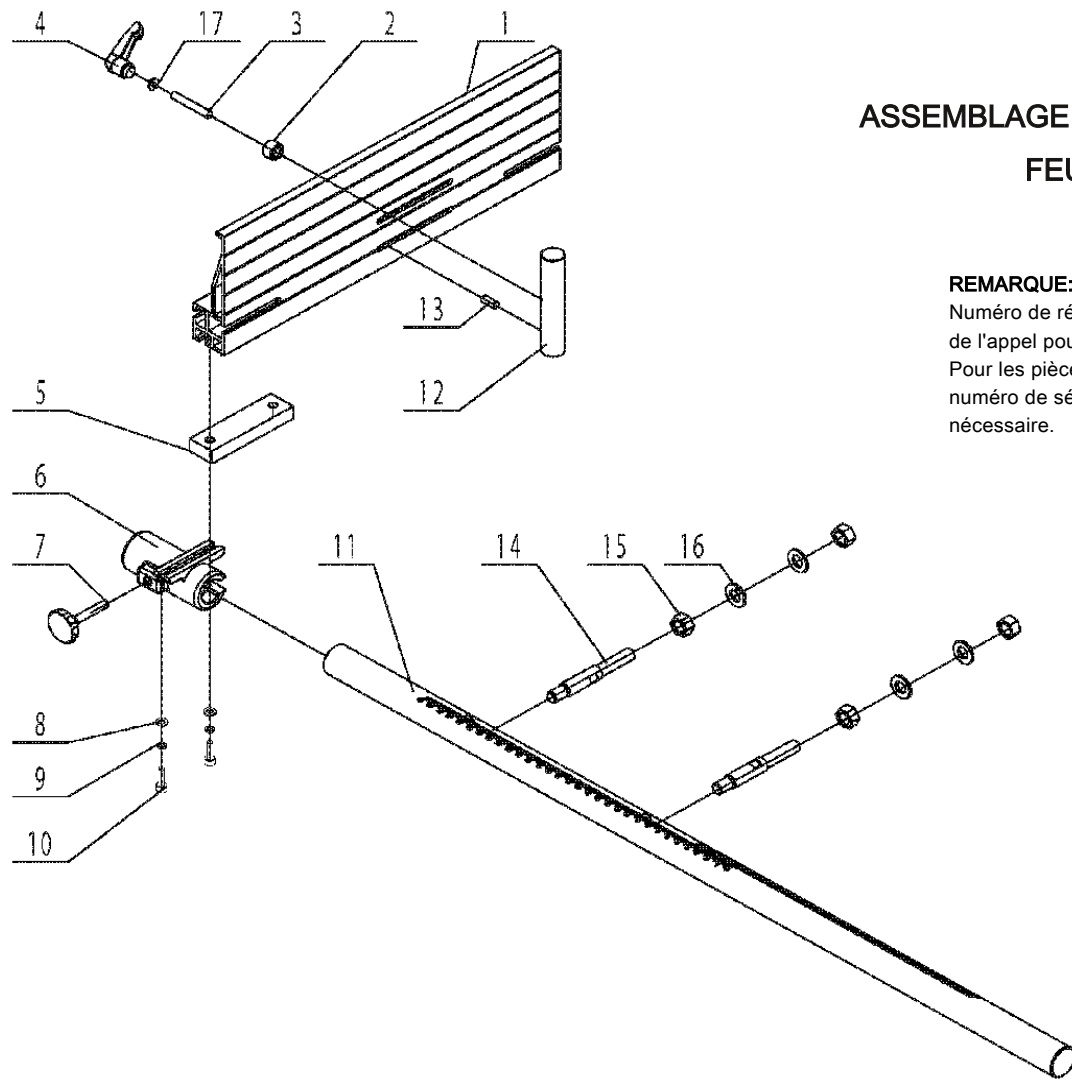 4 17 3 2 1
ASSEMBLAGE
FEU
REMARQUE:
Numéro de ré
de l'appel pou
Pour les pièce
numéro de sé
nécessaire.
13
12
5
6
7
11
14
15
16
8
9
10